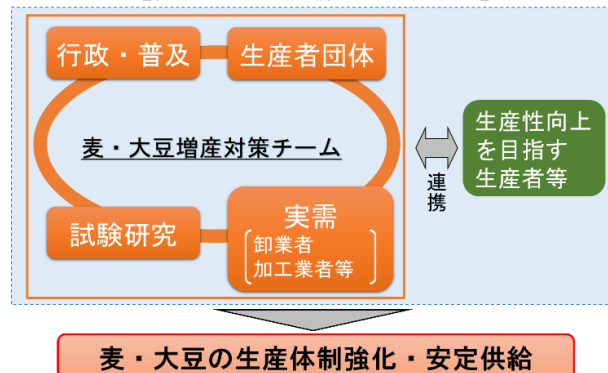 行政・普及
生産者団体
麦・大豆増産対策チーム
試験研究
実需
卸業者
加工業者等
連携
生産性向上
を目指す
生産者等
麦・大豆の生産体制強化・安定供給